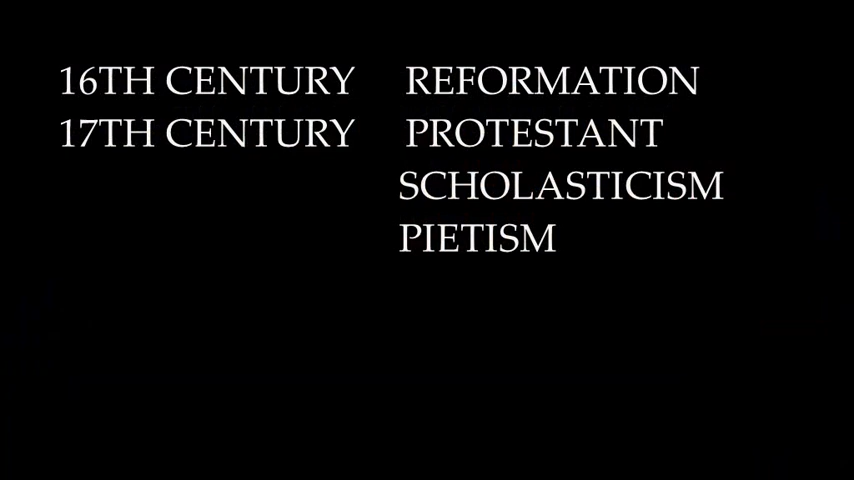 16TH CENTURY REFORMATION
17TH CENTURY PROTESTANT
SCHOLASTICISM
PIETISM